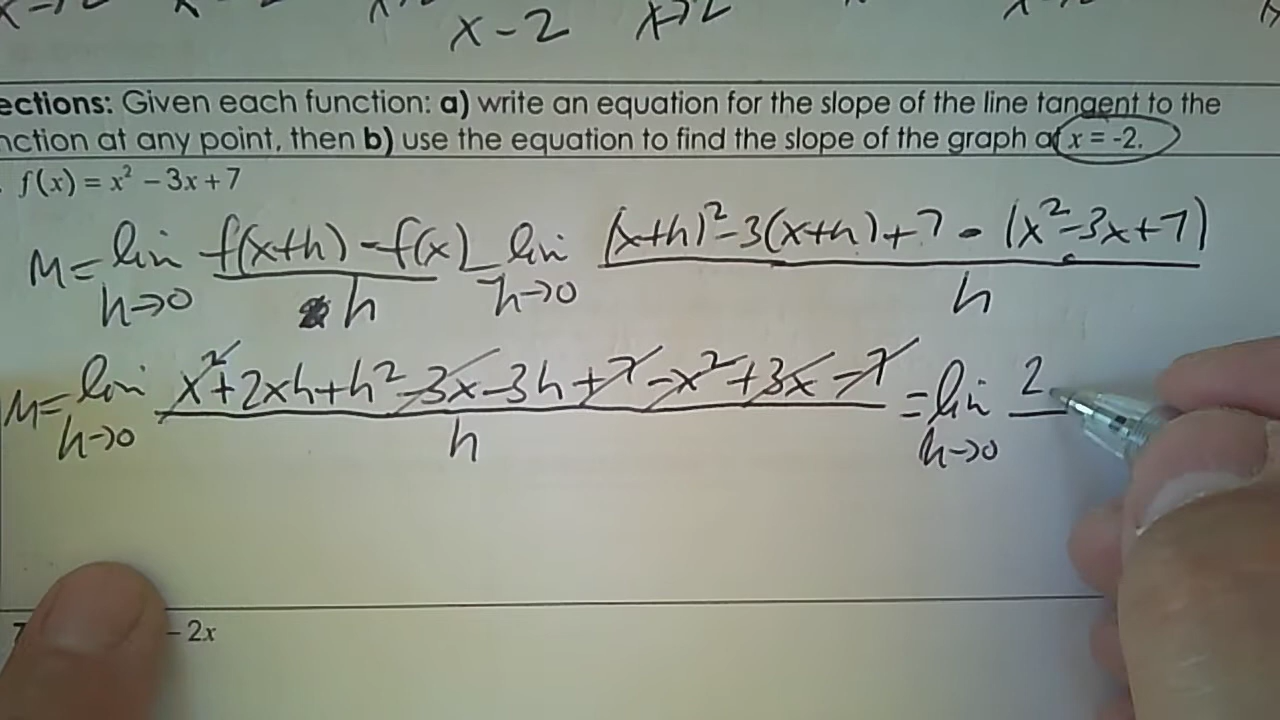 x - 2 x→2
ections: Given each function: a) write an equation for the slope of the line tangent to the
nction at any point, then b) use the equation to find the slope of the graph at x = -2.
. f(x) = x² - 3x + 7
M = lim h→0 f(x+h) - f(x) / h = lim h→0 (x+h)² - 3(x+h) + 7 - (x² - 3x + 7) / h
M = lim h→0 x² + 2xh + h² - 3x - 3h + 7 - x² + 3x - 7 / h = lim h→0 2
7 - 2x